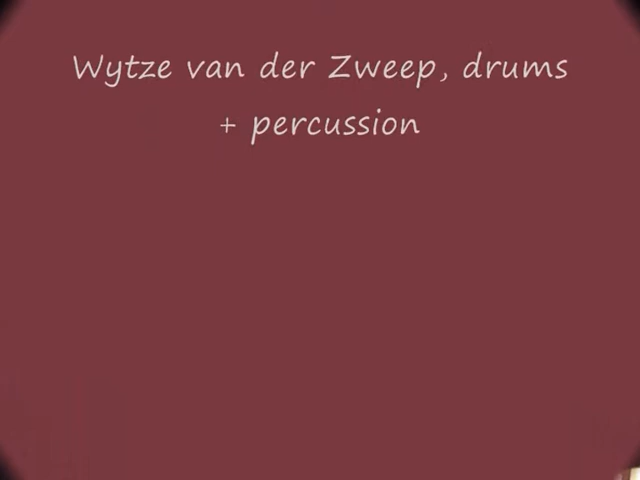 Wytze van der Zweep, drums
+ percussion